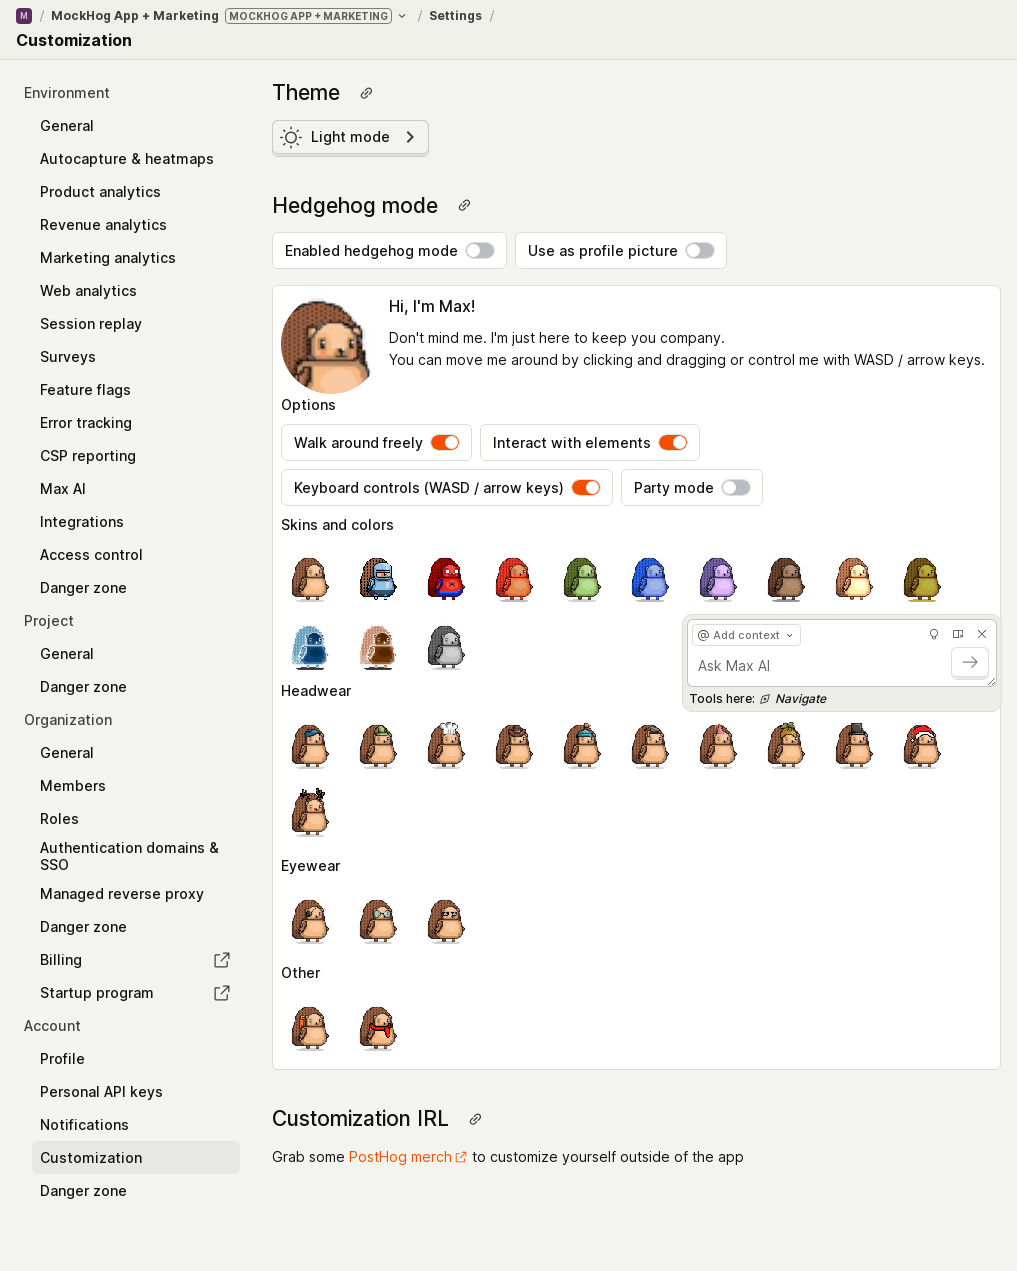 M / MockHog App + Marketing MOCKHOG APP + MARKETING / Settings /
Customization
Environment
General
Autocapture & heatmaps
Product analytics
Revenue analytics
Marketing analytics
Web analytics
Session replay
Surveys
Feature flags
Error tracking
CSP reporting
Max AI
Integrations
Access control
Danger zone
Project
General
Danger zone
Organization
General
Members
Roles
Authentication domains &
SSO
Managed reverse proxy
Danger zone
Billing
Startup program
Account
Profile
Personal API keys
Notifications
Customization
Danger zone
Theme
Light mode
Hedgehog mode
Enabled hedgehog mode
Use as profile picture
Hi, I'm Max!
Don't mind me. I'm just here to keep you company.
You can move me around by clicking and dragging or control me with WASD / arrow keys.
Options
Walk around freely
Interact with elements
Keyboard controls (WASD / arrow keys)
Party mode
Skins and colors
@ Add context
Ask Max AI
Tools here: Navigate
Headwear
Eyewear
Other
Customization IRL
Grab some PostHog merch to customize yourself outside of the app